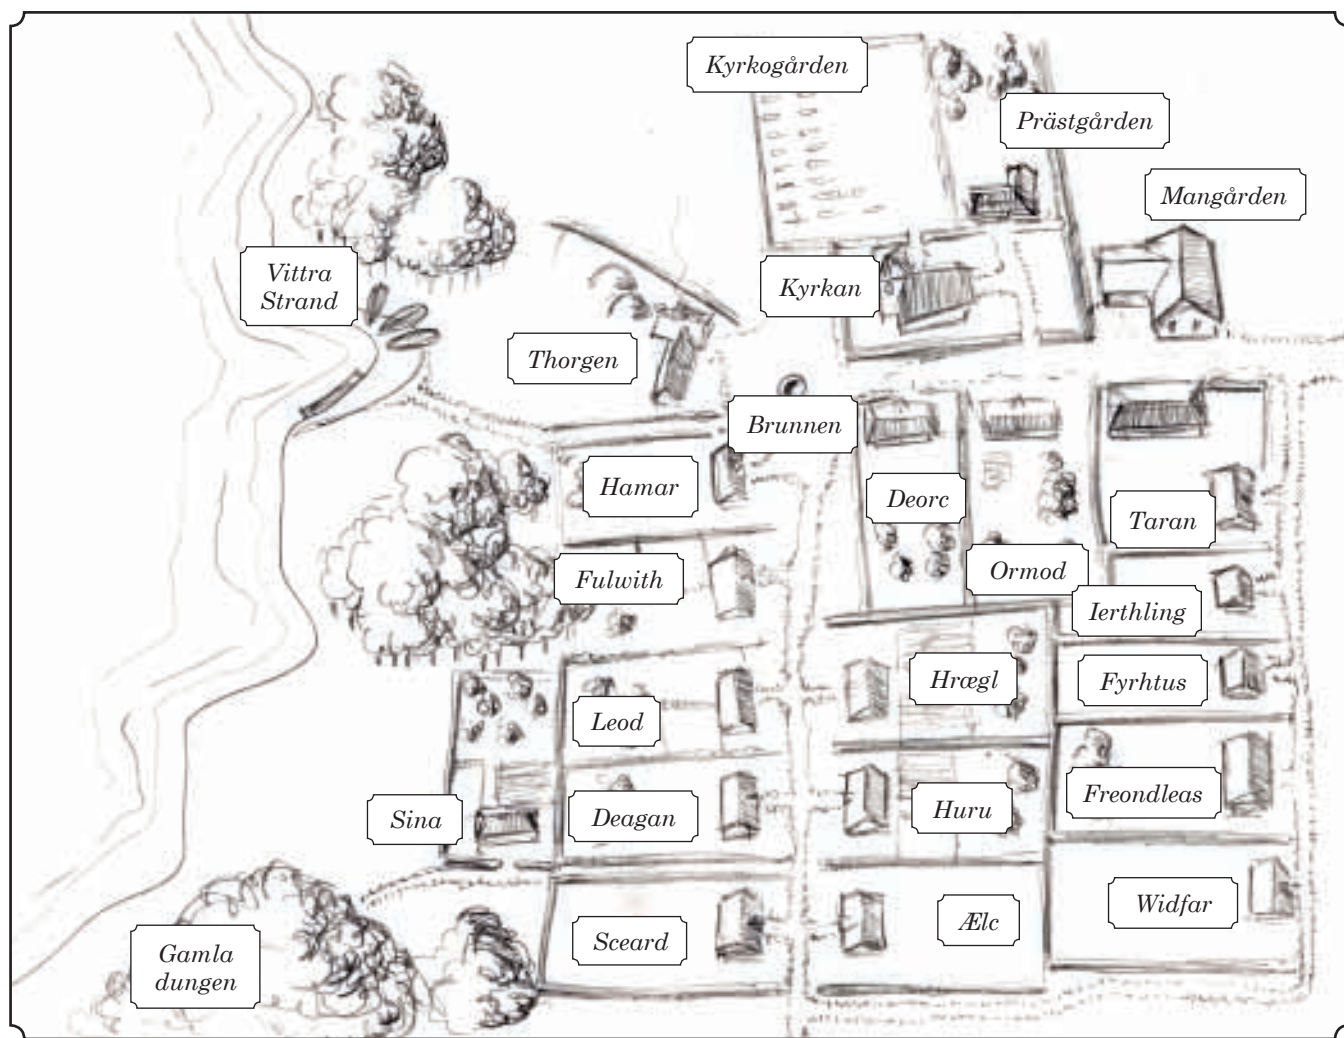 Kyrkogården
Prästgården
Mangården
Vittra
Strand
Kyrkan
Thorgen
Brunnen
Hamar
Deorc
Taran
Fulwith
Ormod
Ierthling
Hrægl
Fyrhtus
Leod
Sina
Deagan
Huru
Freondleas
Widfar
Ælc
Sceard
Gamla
dungen